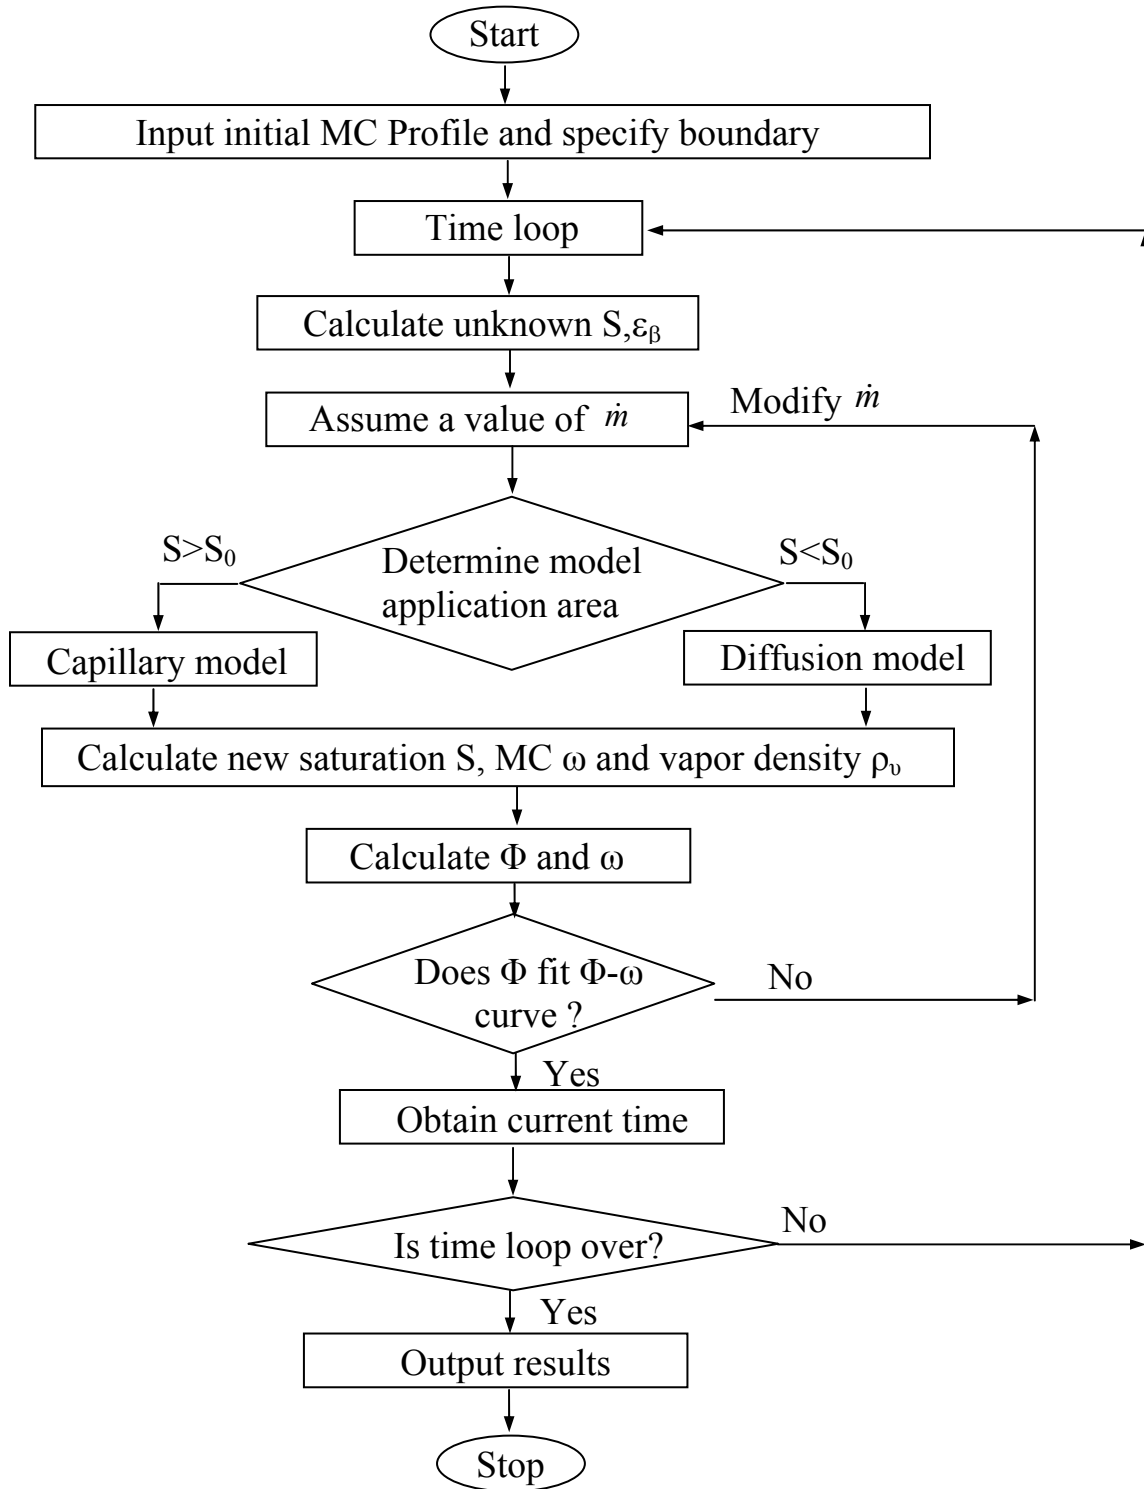 Start
Input initial MC Profile and specify boundary
Time loop
Calculate unknown S,εβ
Modify ṁ
Assume a value of ṁ
S>S₀
S<S₀
Determine model
application area
Capillary model
Diffusion model
Calculate new saturation S, MC ω and vapor density ρυ
Calculate Φ and ω
Does Φ fit Φ-ω
curve ?
No
Yes
Obtain current time
No
Is time loop over?
Yes
Output results
Stop